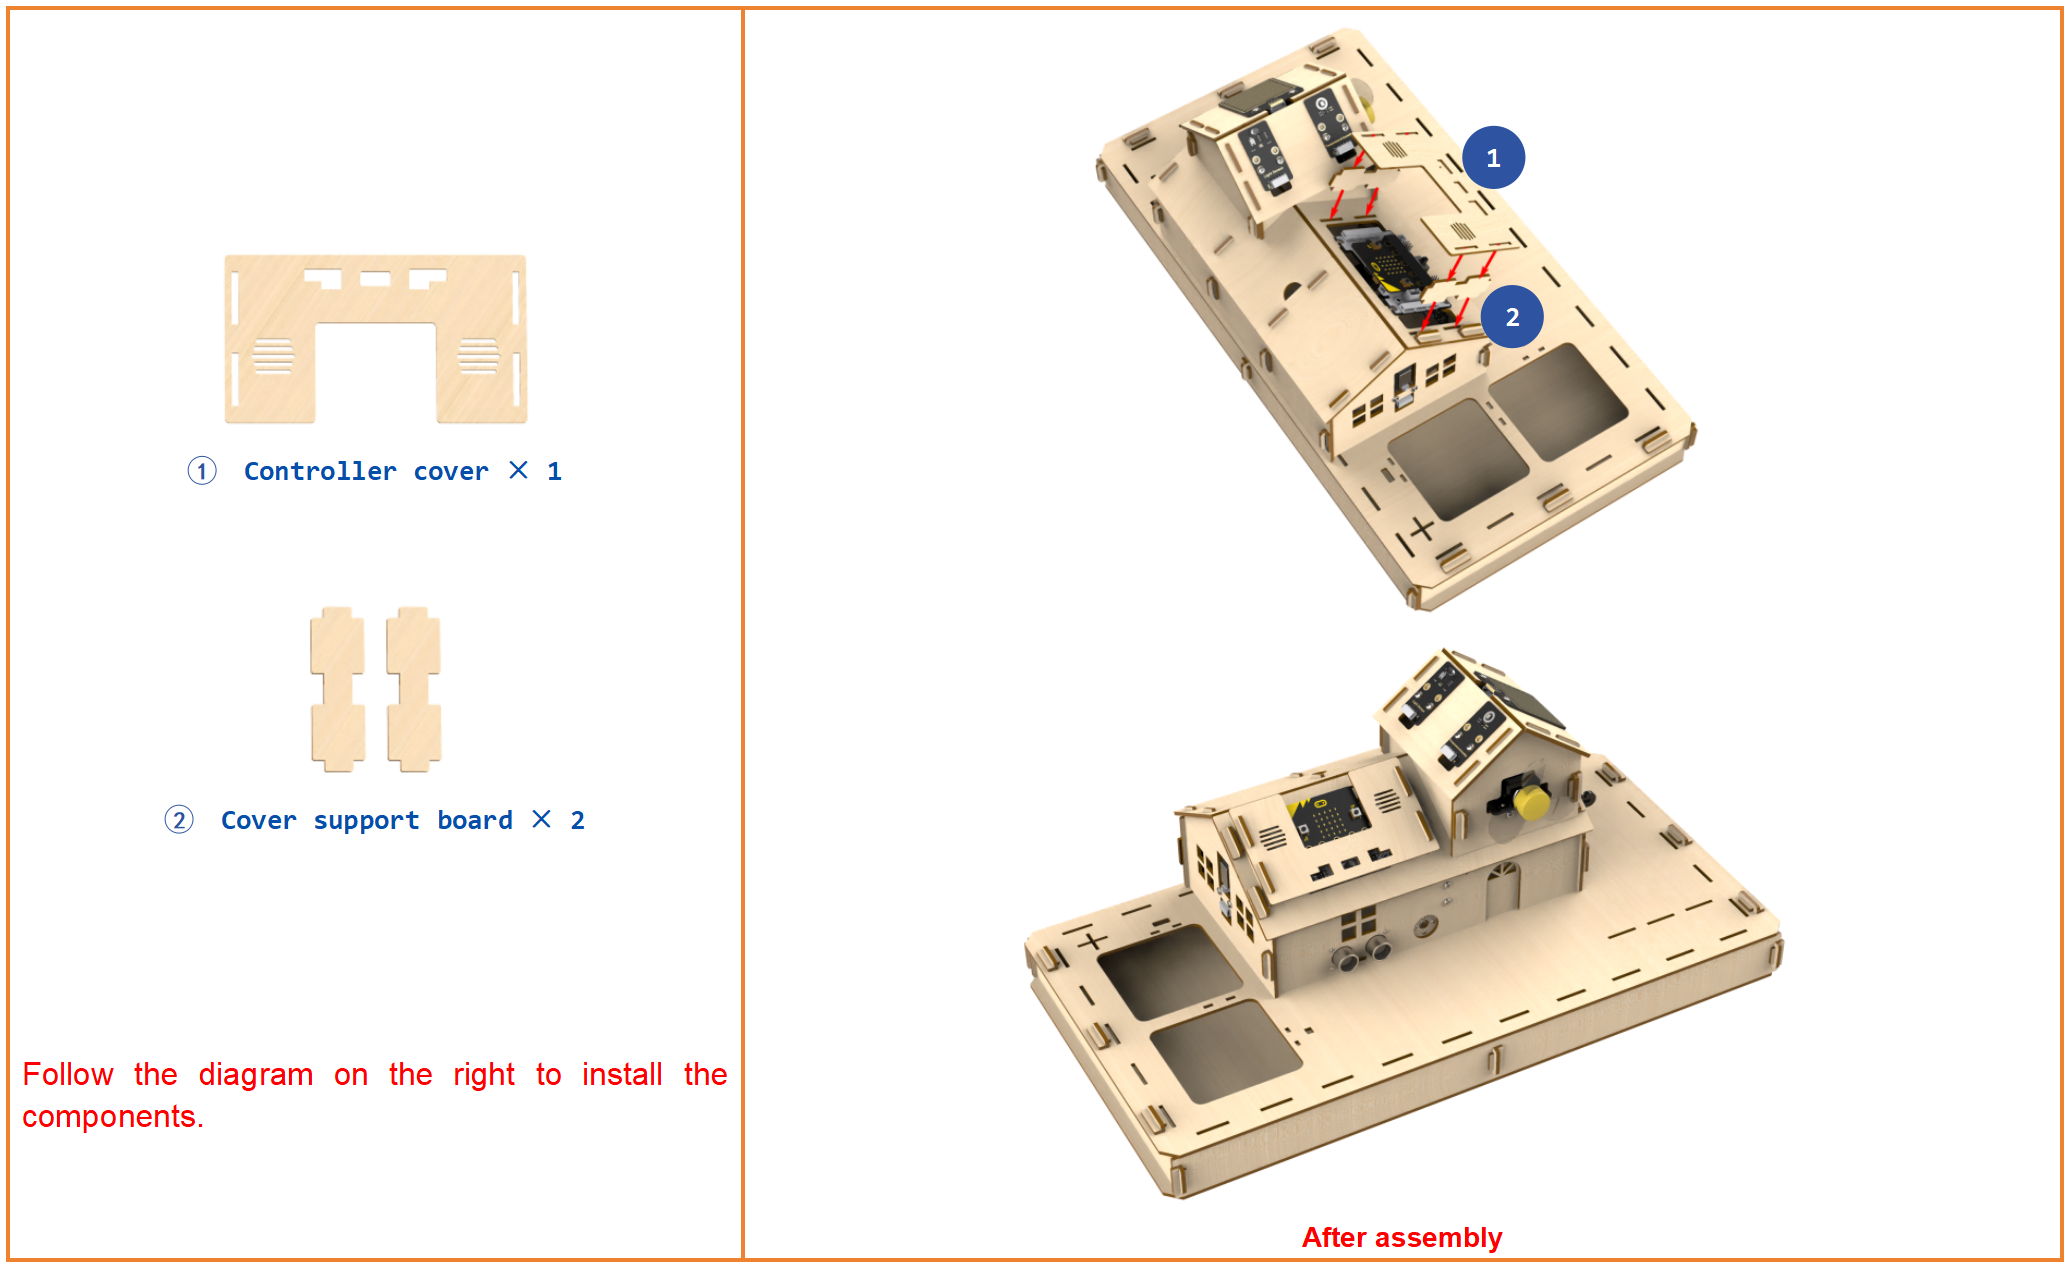 ① Controller cover × 1
② Cover support board × 2
Follow the diagram on the right to install the
components.
1
2
After assembly